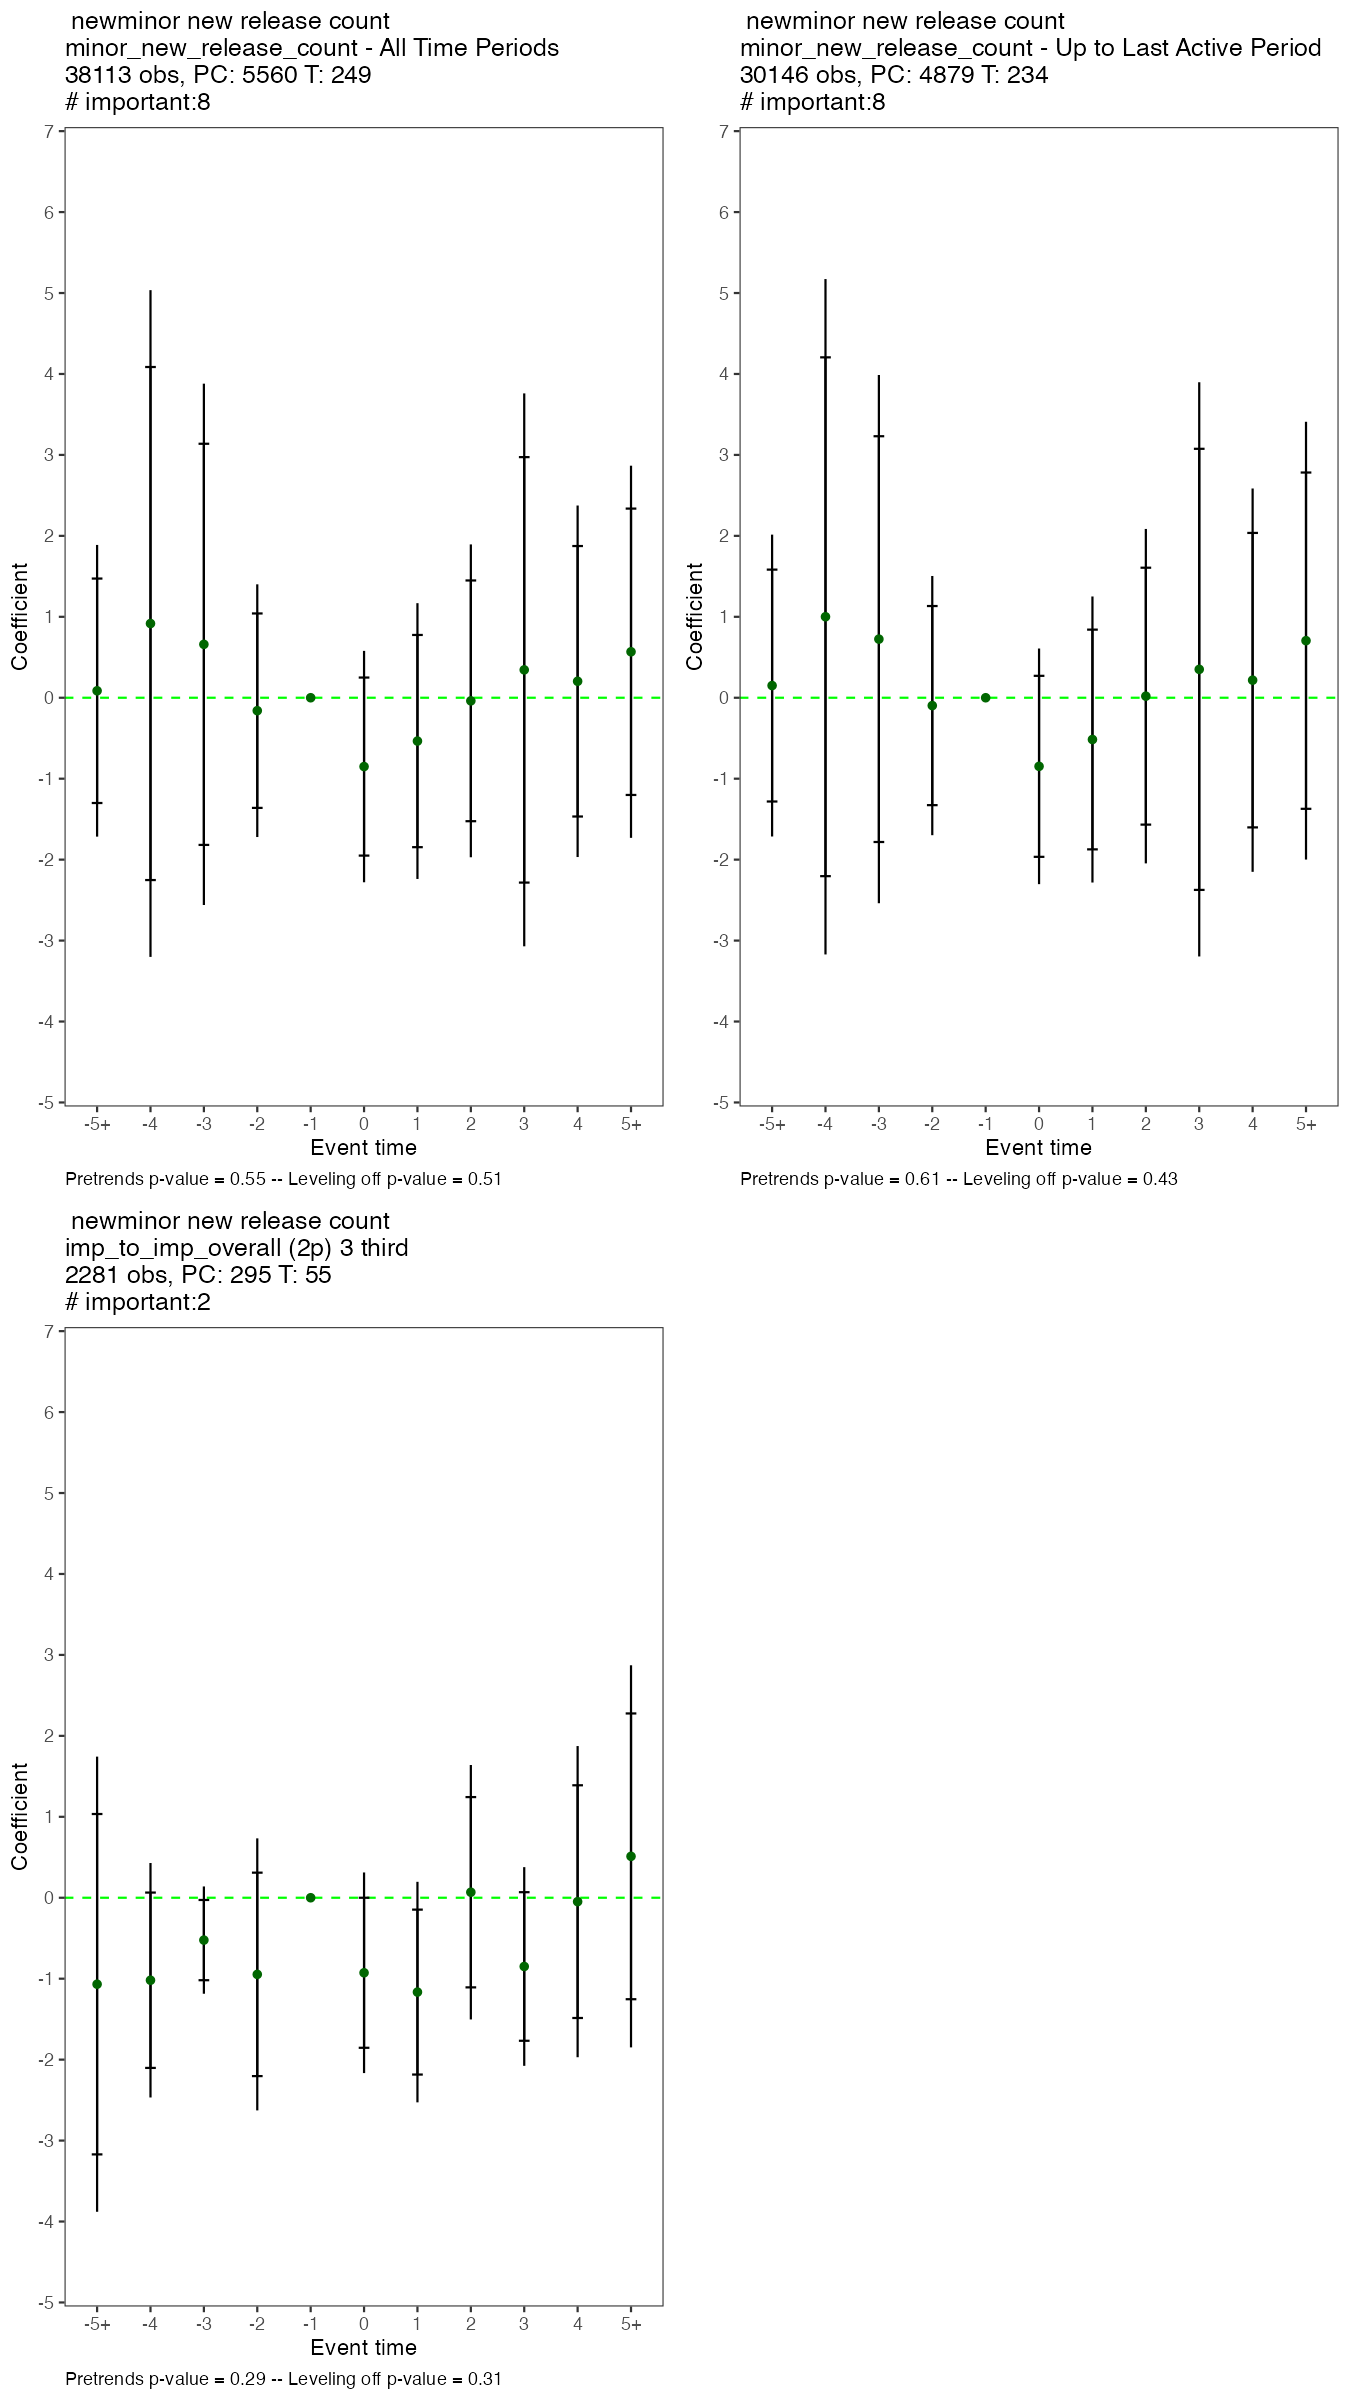 newminor new release count
minor_new_release_count - All Time Periods
38113 obs, PC: 5560 T: 249
# important:8
7
6
5
4
3
2
1
0
-1
-2
-3
-4
-5
Coefficient
-5+ -4 -3 -2 -1 0 1 2 3 4 5+
Event time
Pretrends p-value = 0.55 -- Leveling off p-value = 0.51
newminor new release count
minor_new_release_count - Up to Last Active Period
30146 obs, PC: 4879 T: 234
# important:8
7
6
5
4
3
2
1
0
-1
-2
-3
-4
-5
Coefficient
-5+ -4 -3 -2 -1 0 1 2 3 4 5+
Event time
Pretrends p-value = 0.61 -- Leveling off p-value = 0.43
newminor new release count
imp_to_imp_overall (2p) 3 third
2281 obs, PC: 295 T: 55
# important:2
7
6
5
4
3
2
1
0
-1
-2
-3
-4
-5
Coefficient
-5+ -4 -3 -2 -1 0 1 2 3 4 5+
Event time
Pretrends p-value = 0.29 -- Leveling off p-value = 0.31